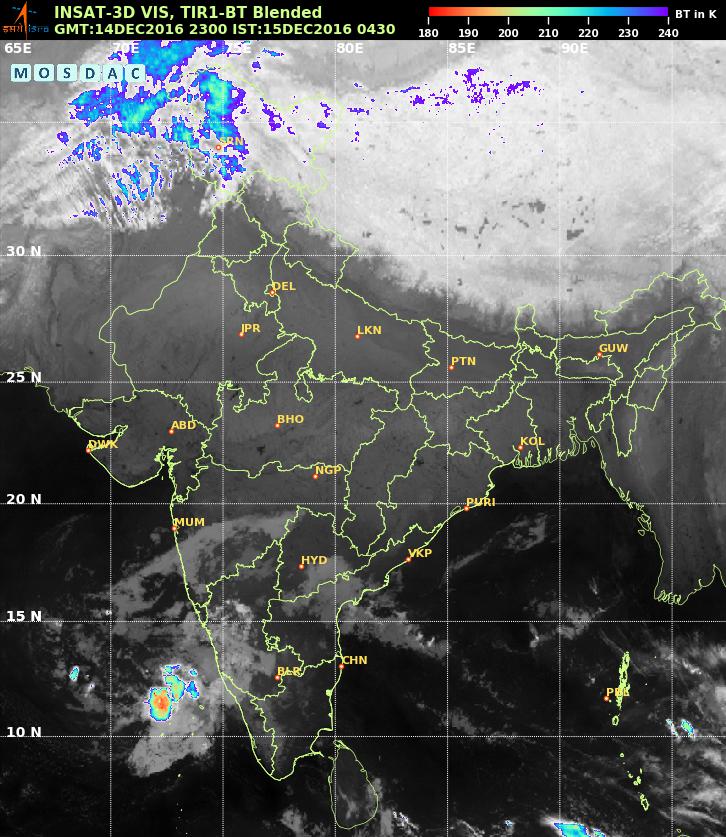 INSAT-3D VIS, TIR1-BT Blended
GMT:14DEC2016 2300 IST:15DEC2016 0430
BT in K
180 190 200 210 220 230 240
65E 70E 75E 80E 85E 90E
M O S D A C
SRN
30 N
DEL
JPR LKN
GUW
PTN
25 N
ABD BHO
DWK KOL
NGP
20 N
PURI
MUM
HYD VKP
15 N
BLR CHN
10 N